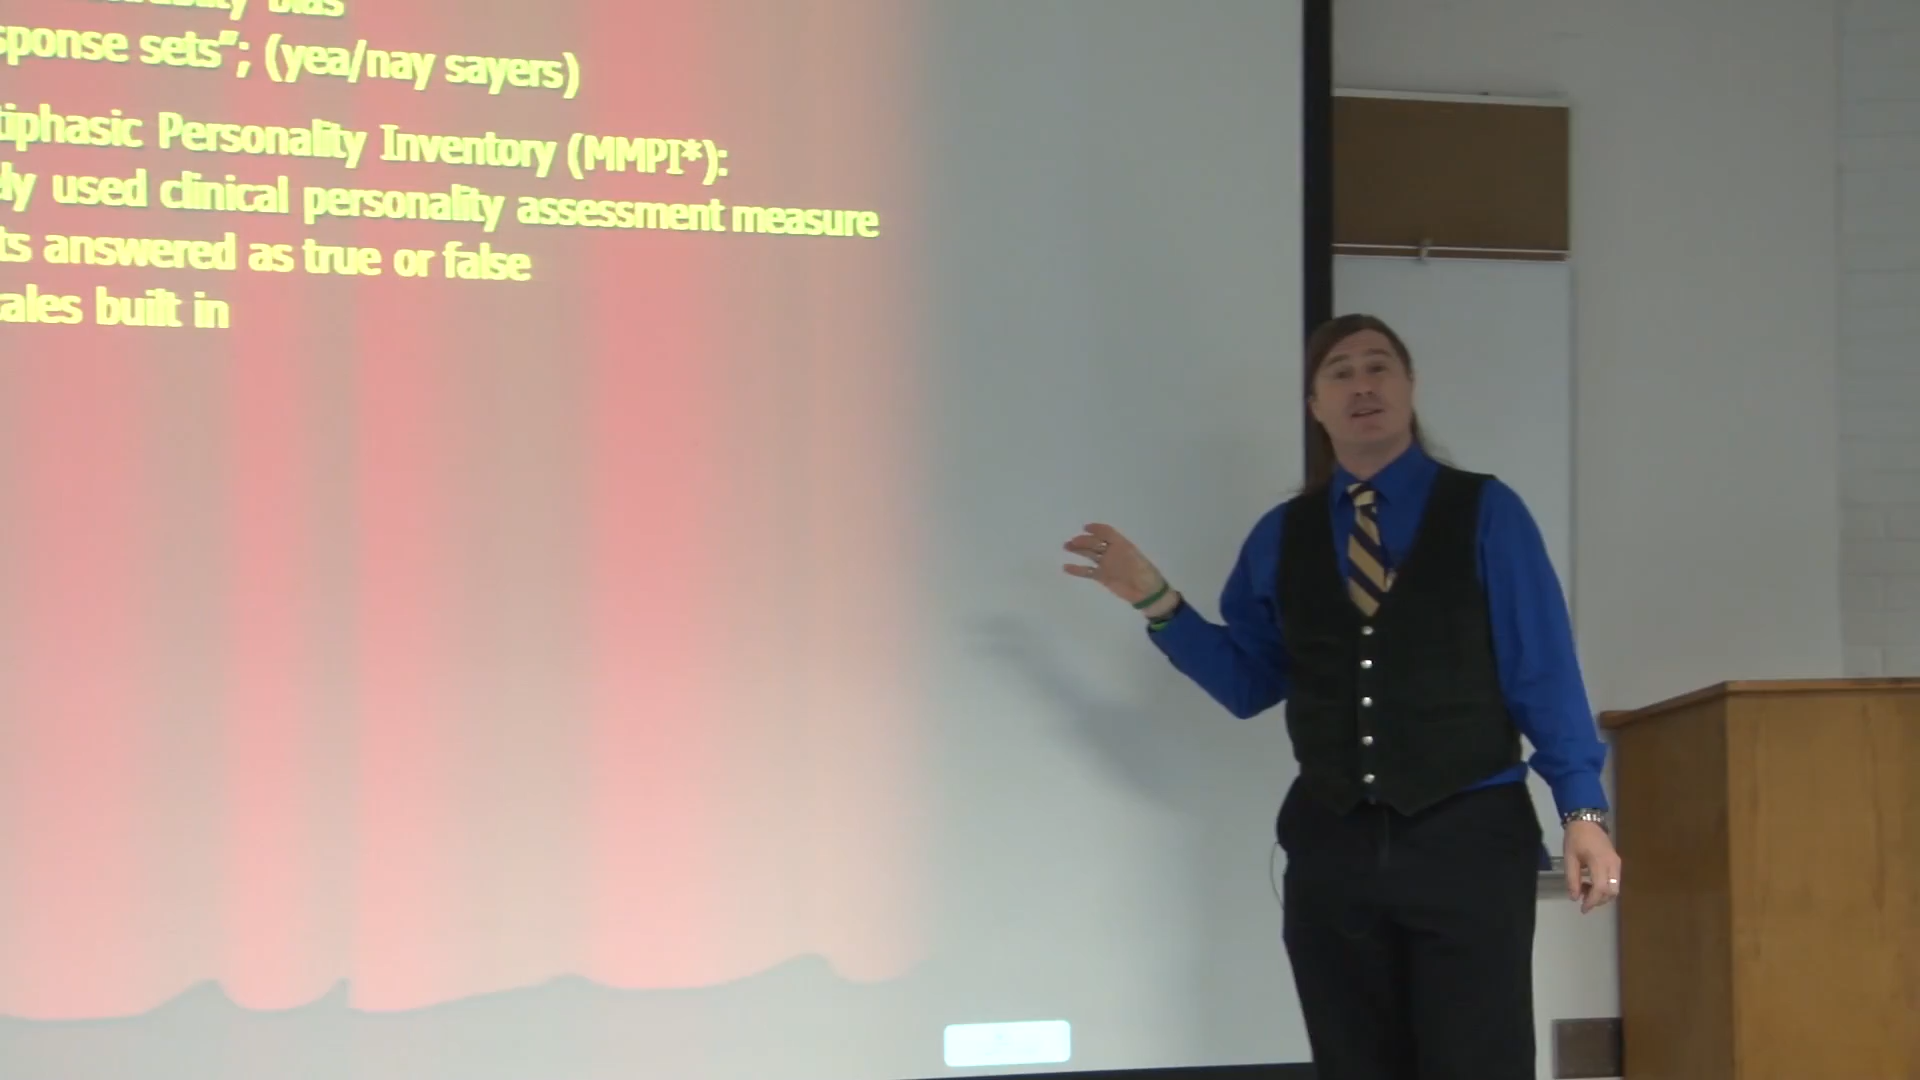 bias
sponse sets"; (yea/nay sayers)
tiphasic Personality Inventory (MMPI*):
ly used clinical personality assessment measure
ts answered as true or false
ales built in